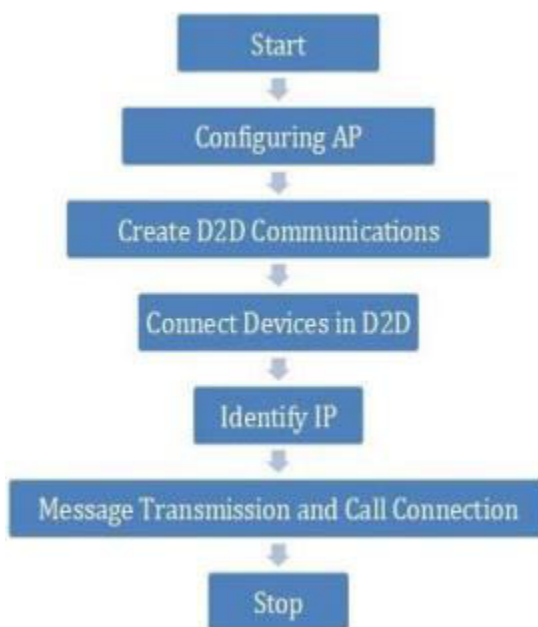 Start
Configuring AP
Create D2D Communications
Connect Devices in D2D
Identify IP
Message Transmission and Call Connection
Stop